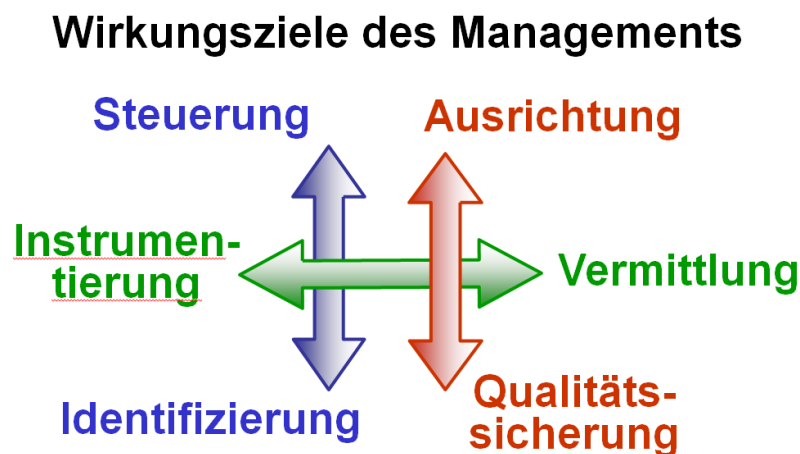 Wirkungsziele des Managements
Steuerung
Ausrichtung
Instrumen-
tierung
Vermittlung
Identifizierung
Qualitäts-
sicherung